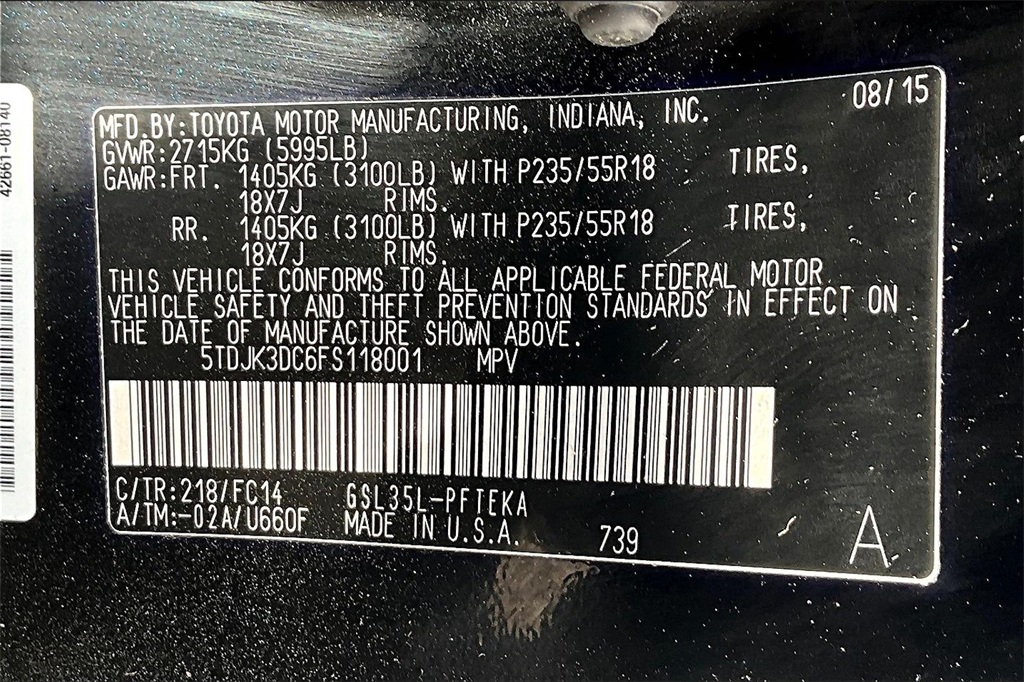 08/15
MFD.BY:TOYOTA MOTOR MANUFACTURING, INDIANA, INC.
GVWR:2715KG (5995LB)
GAWR:FRT. 1405KG (3100LB) WITH P235/55R18 TIRES,
18X7J RIMS.
RR. 1405KG (3100LB) WITH P235/55R18 TIRES,
18X7J RIMS.
THIS VEHICLE CONFORMS TO ALL APPLICABLE FEDERAL MOTOR
VEHICLE SAFETY AND THEFT PREVENTION STANDARDS IN EFFECT ON
THE DATE OF MANUFACTURE SHOWN ABOVE.
5TDJK3DC6FS118001 MPV
C/TR:218/FC14 GSL35L-PFTEKA
A/TM:-02A/U660F MADE IN U.S.A. 739 A
42661-08140